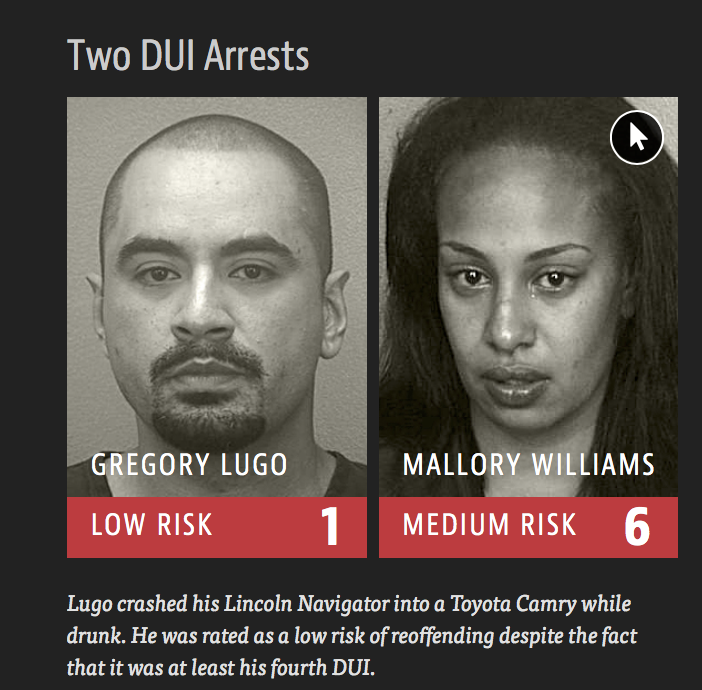 Two DUI Arrests
GREGORY LUGO
MALLORY WILLIAMS
LOW RISK 1
MEDIUM RISK 6
Lugo crashed his Lincoln Navigator into a Toyota Camry while
drunk. He was rated as a low risk of reoffending despite the fact
that it was at least his fourth DUI.